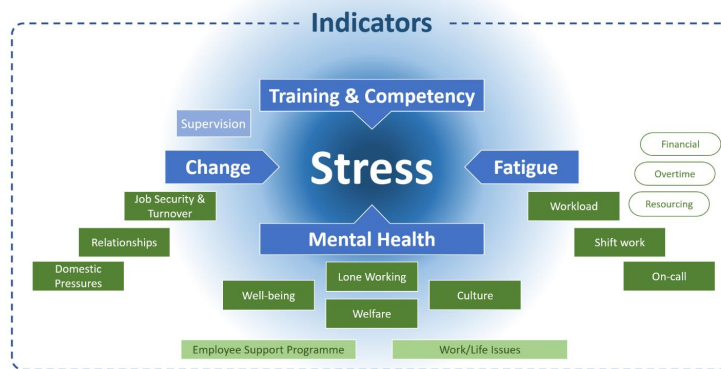 Indicators
Training & Competency
Supervision
Financial
Change
Stress
Fatigue
Overtime
Job Security &
Turnover
Workload
Resourcing
Relationships
Mental Health
Shift work
Domestic
Pressures
Well-being
Lone Working
Culture
On-call
Welfare
Employee Support Programme
Work/Life Issues